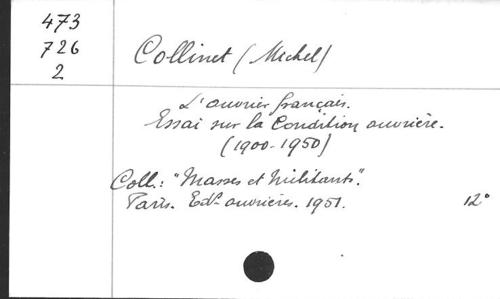 473
726
2
Collinet (Michel)
L'ouvrier français.
Essai sur la Condition ouvrière.
(1900-1950)
Coll.: "Masses et Militants".
Paris. Edns ouvrières. 1951. 12°